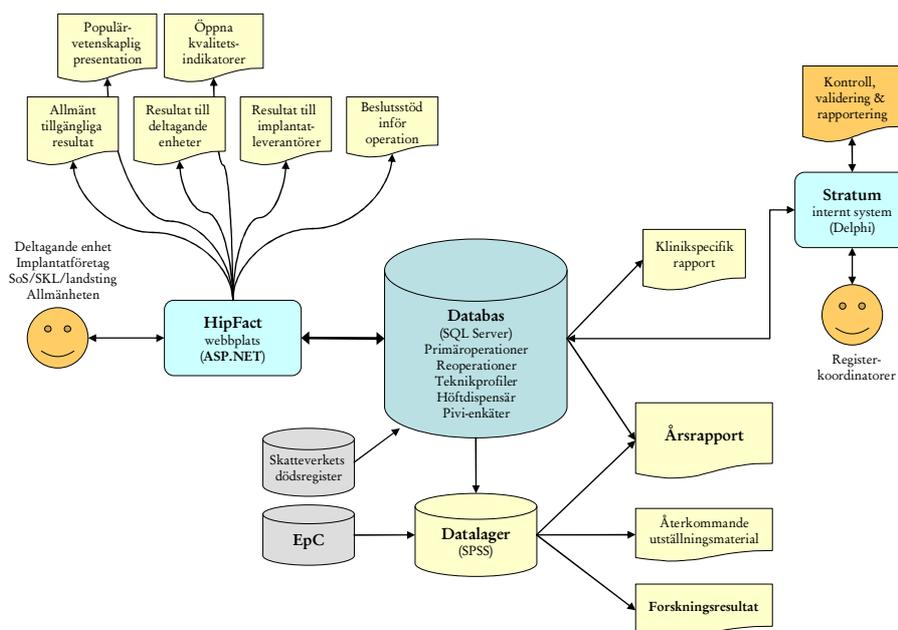 Populär-
vetenskaplig
presentation
Öppna
kvalitets-
indikatorer
Allmänt
tillgängliga
resultat
Resultat till
deltagande
enheter
Resultat till
implantat-
leverantörer
Beslutsstöd
inför
operation
Kontroll,
validering &
rapportering
Stratum
internt system
(Delphi)
Register-
koordinatorer
Deltagande enhet
Implantatföretag
SoS/SKL/landsting
Allmänheten
HipFact
webbplats
(ASP.NET)
Databas
(SQL Server)
Primäroperationer
Reoperationer
Teknikprofiler
Höftdispensär
Pivi-enkäter
Klinikspecifik
rapport
Årsrapport
Skatteverkets
dödsregister
EpC
Datalager
(SPSS)
Återkommande
utställningsmaterial
Forskningsresultat